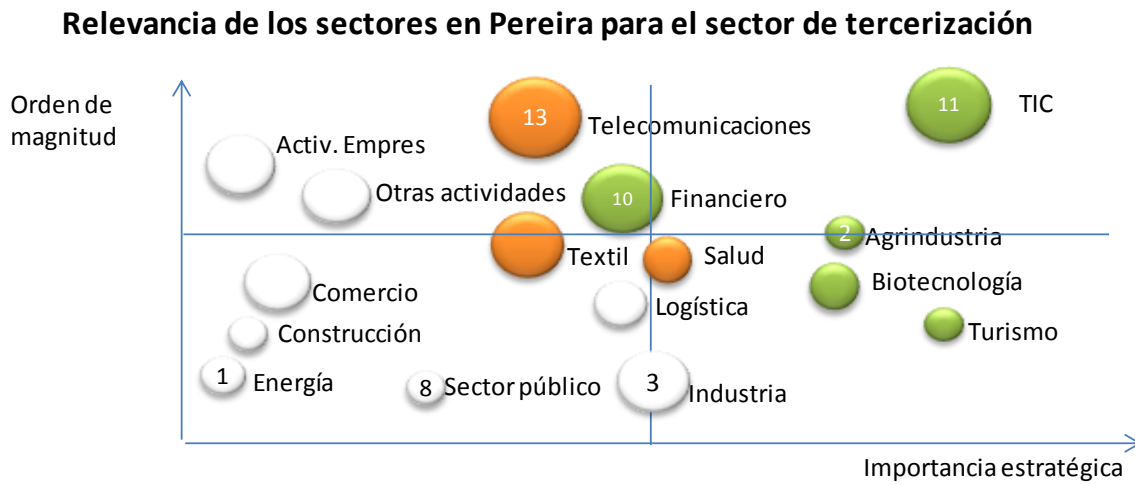 Relevancia de los sectores en Pereira para el sector de tercerización
Orden de
magnitud
11
TIC
13
Telecomunicaciones
Activ. Empres
Otras actividades
10
Financiero
2
Agrindustria
Textil
Salud
Biotecnología
Comercio
Logística
Construcción
Turismo
1
Energía
8
Sector público
3
Industria
Importancia estratégica